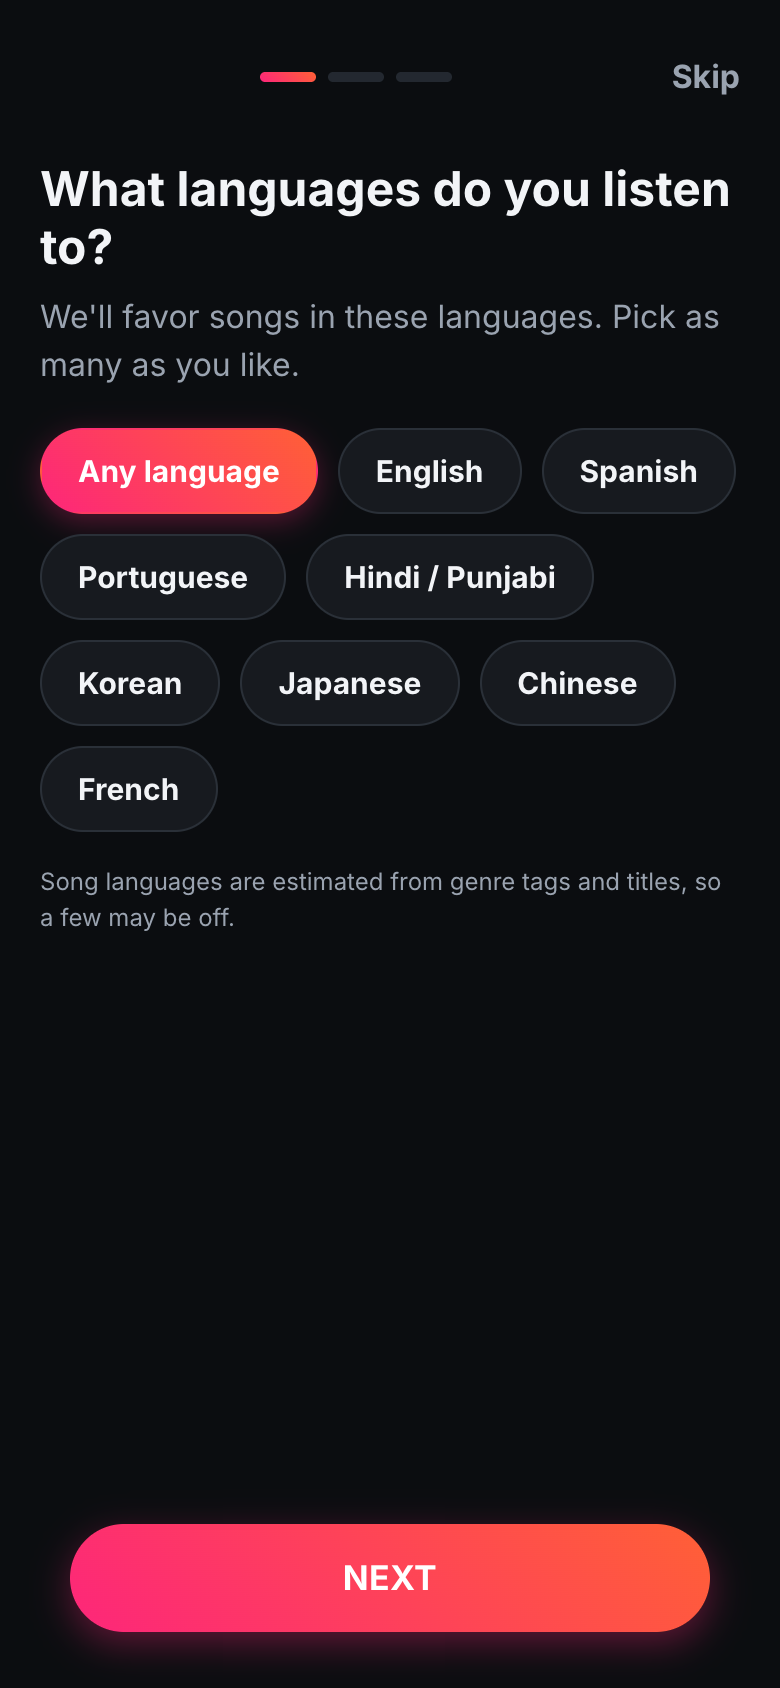 Skip
What languages do you listen
to?
We'll favor songs in these languages. Pick as
many as you like.
Any language English Spanish
Portuguese Hindi / Punjabi
Korean Japanese Chinese
French
Song languages are estimated from genre tags and titles, so
a few may be off.
NEXT